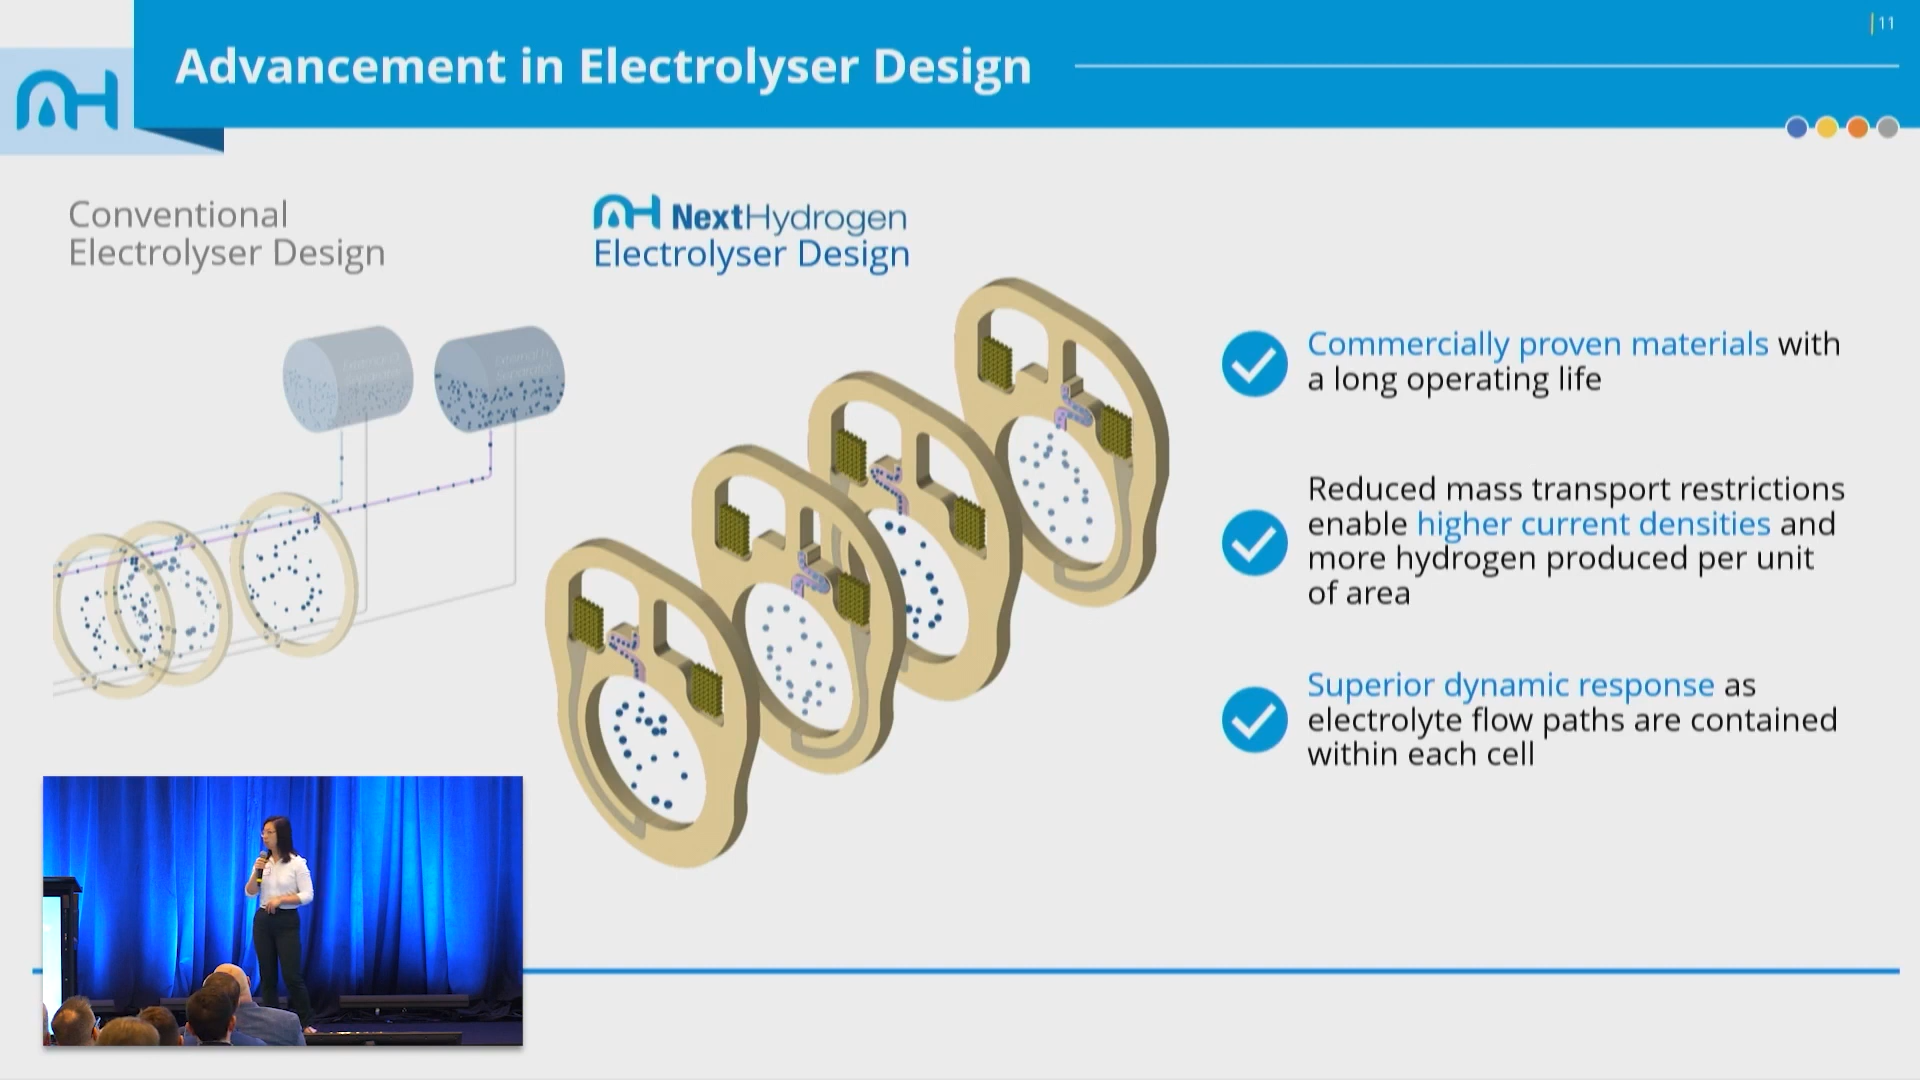 Advancement in Electrolyser Design
11
Conventional
Electrolyser Design
NextHydrogen
Electrolyser Design
Commercially proven materials with
a long operating life
Reduced mass transport restrictions
enable higher current densities and
more hydrogen produced per unit
of area
Superior dynamic response as
electrolyte flow paths are contained
within each cell